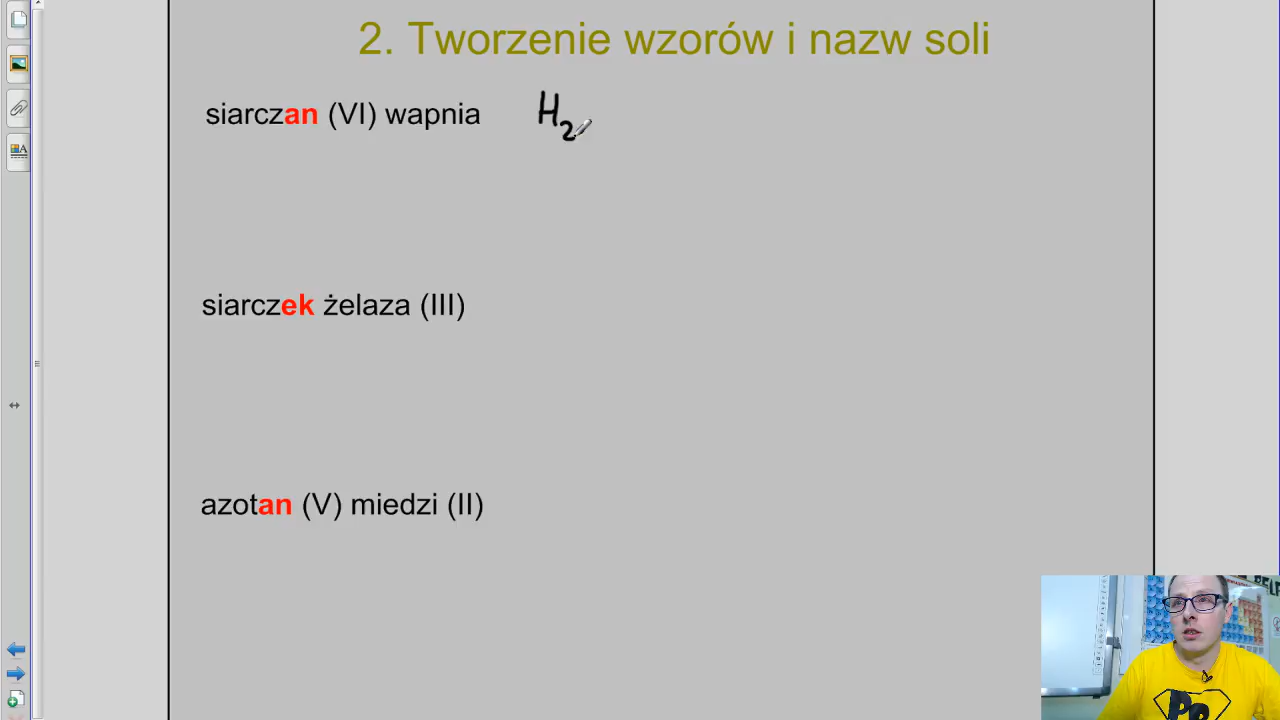 2. Tworzenie wzorów i nazw soli
siarczan (VI) wapnia H₂
siarczek żelaza (III)
azotan (V) miedzi (II)